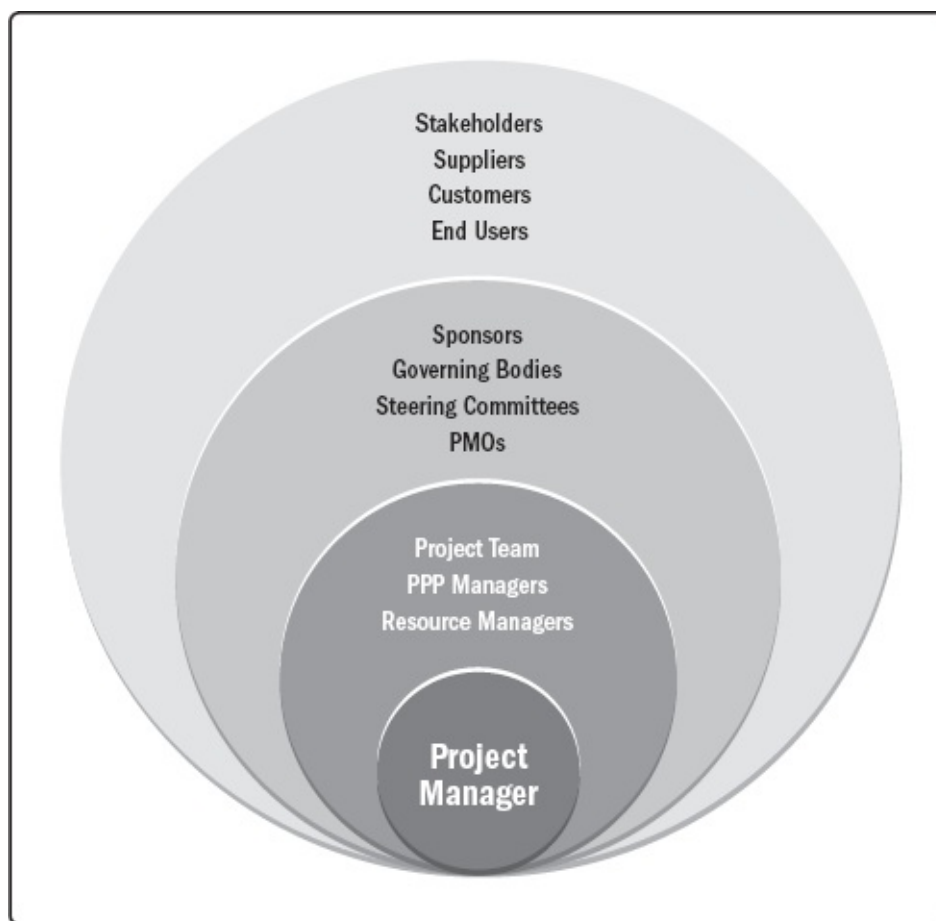 Stakeholders
Suppliers
Customers
End Users
Sponsors
Governing Bodies
Steering Committees
PMOs
Project Team
PPP Managers
Resource Managers
Project
Manager